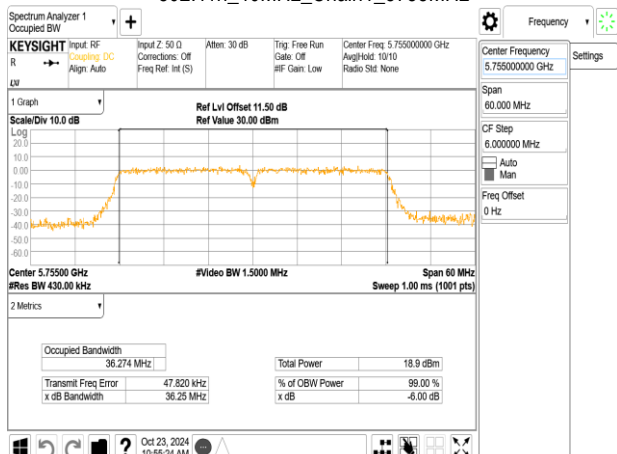 Spectrum Analyzer 1
Occupied BW
Frequency
KEYSIGHT Input: RF Input Z: 50 Ω Atten: 30 dB Trig: Free Run Center Freq: 5.755000000 GHz
R Coupling: DC Corrections: Off Gate: Off Avg|Hold: 10/10
Align: Auto Freq Ref: Int (S) #IF Gain: Low Radio Std: None
LXI
Center Frequency
5.755000000 GHz
Settings
Span
60.000 MHz
CF Step
6.000000 MHz
Auto
Man
Freq Offset
0 Hz
1 Graph
Ref Lvl Offset 11.50 dB
Scale/Div 10.0 dB Ref Value 30.00 dBm
Log
20.0
10.0
0.00
-10.0
-20.0
-30.0
-40.0
-50.0
-60.0
Center 5.75500 GHz #Video BW 1.5000 MHz Span 60 MHz
#Res BW 430.00 kHz Sweep 1.00 ms (1001 pts)
2 Metrics
Occupied Bandwidth
36.274 MHz Total Power 18.9 dBm
Transmit Freq Error 47.820 kHz % of OBW Power 99.00 %
x dB Bandwidth 36.25 MHz x dB -6.00 dB
? Oct 23, 2024